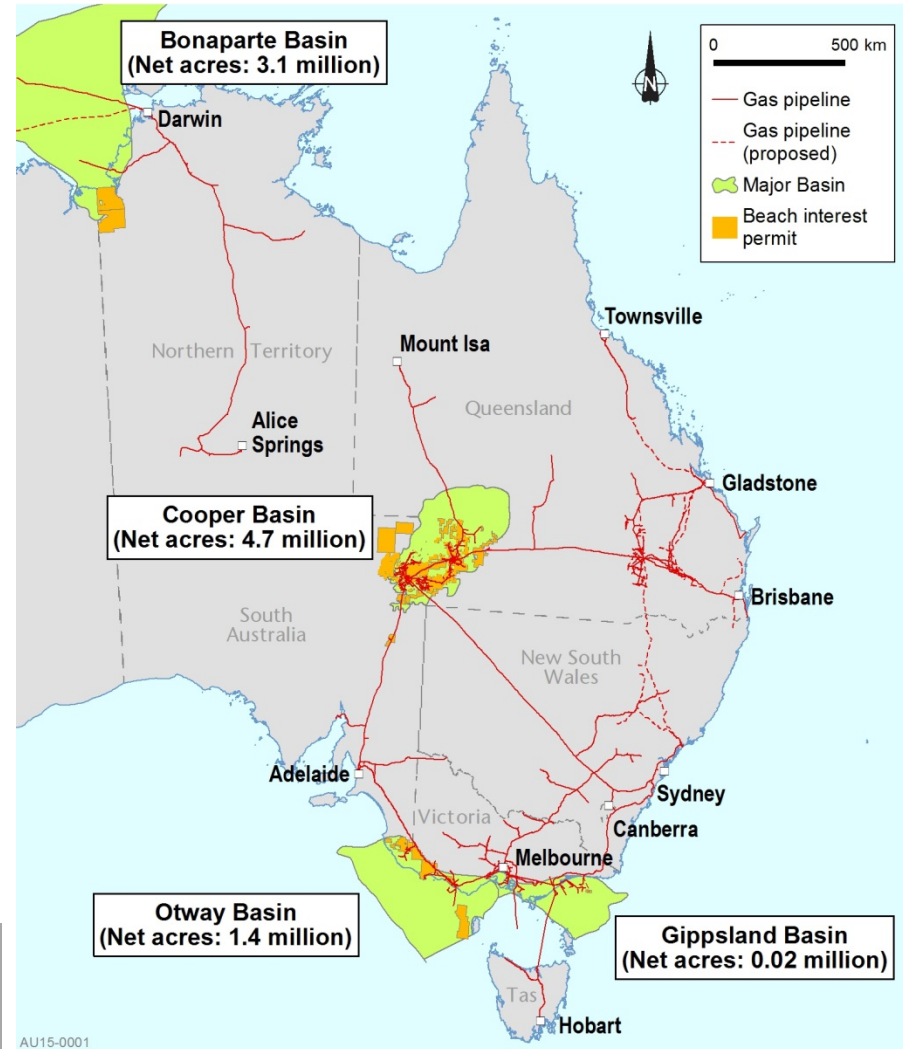 Bonaparte Basin
(Net acres: 3.1 million)
0 500 km
N
Gas pipeline
Gas pipeline
(proposed)
Major Basin
Beach interest
permit
Darwin
Townsville
Mount Isa
Northern Territory
Queensland
Alice
Springs
Gladstone
Cooper Basin
(Net acres: 4.7 million)
Brisbane
South
Australia
New South
Wales
Adelaide
Sydney
Victoria
Canberra
Melbourne
Otway Basin
(Net acres: 1.4 million)
Gippsland Basin
(Net acres: 0.02 million)
Tas
Hobart
AU15-0001